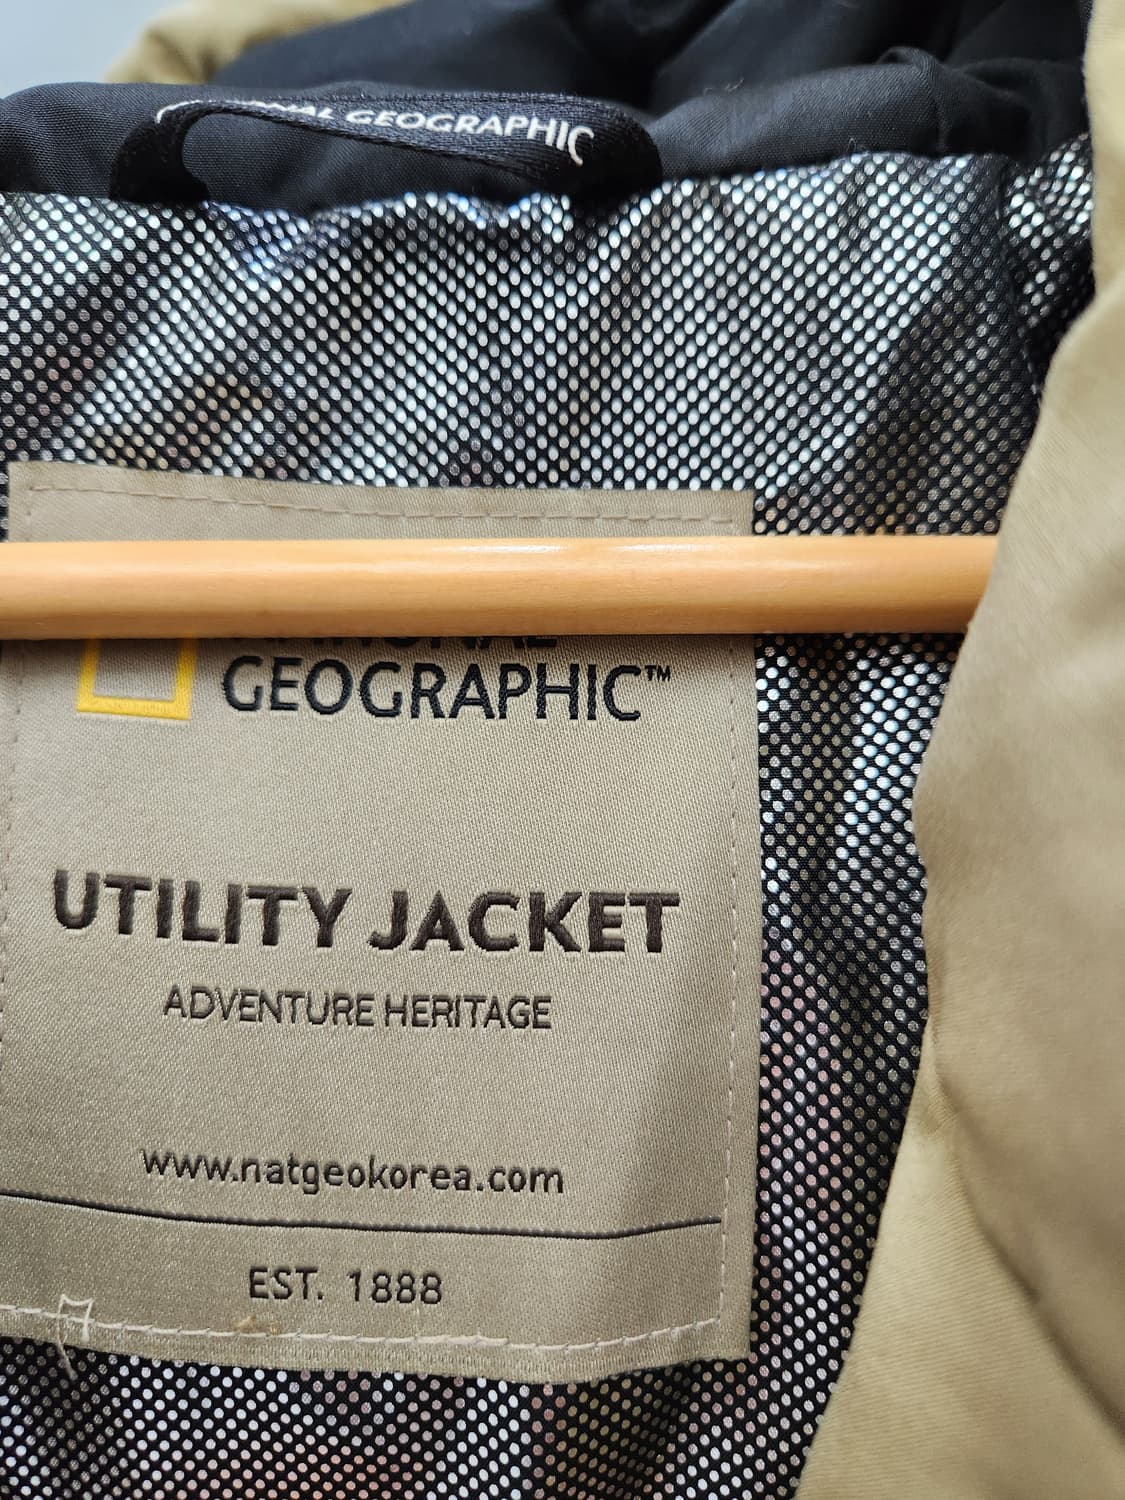 GEOGRAPHIC
GEOGRAPHIC™
UTILITY JACKET
ADVENTURE HERITAGE
www.natgeokorea.com
EST. 1888